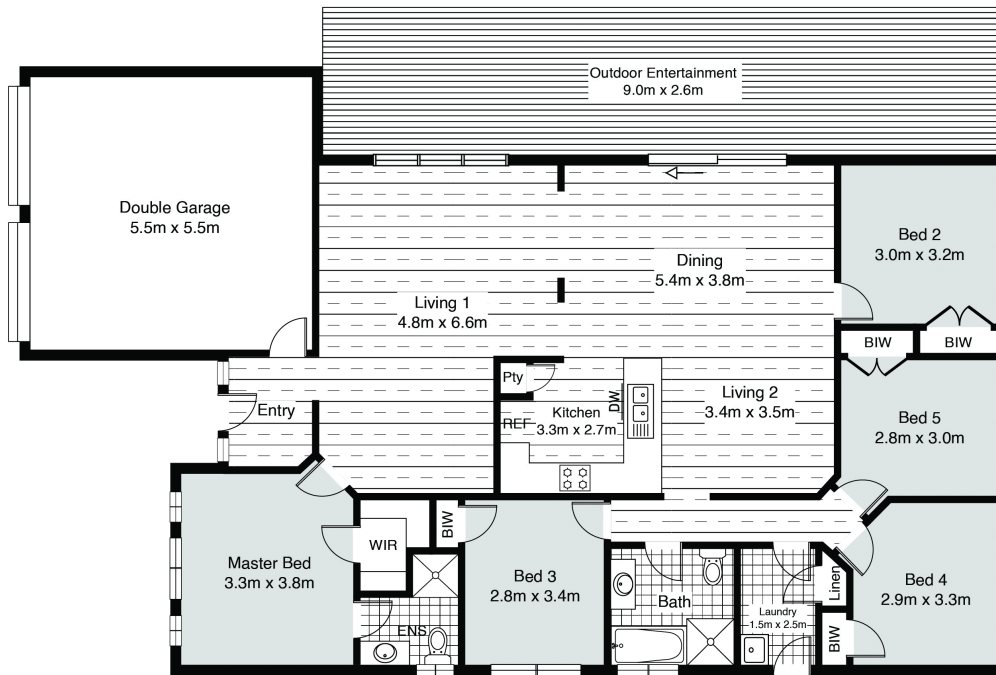 Outdoor Entertainment
9.0m x 2.6m
Double Garage
5.5m x 5.5m
Bed 2
3.0m x 3.2m
Dining
5.4m x 3.8m
Living 1
4.8m x 6.6m
BIW
BIW
Pty
Entry
REF
Kitchen
3.3m x 2.7m
DW
Living 2
3.4m x 3.5m
Bed 5
2.8m x 3.0m
Master Bed
3.3m x 3.8m
WIR
BIW
Bed 3
2.8m x 3.4m
ENS
Bath
Laundry
1.5m x 2.5m
Linen
BIW
Bed 4
2.9m x 3.3m